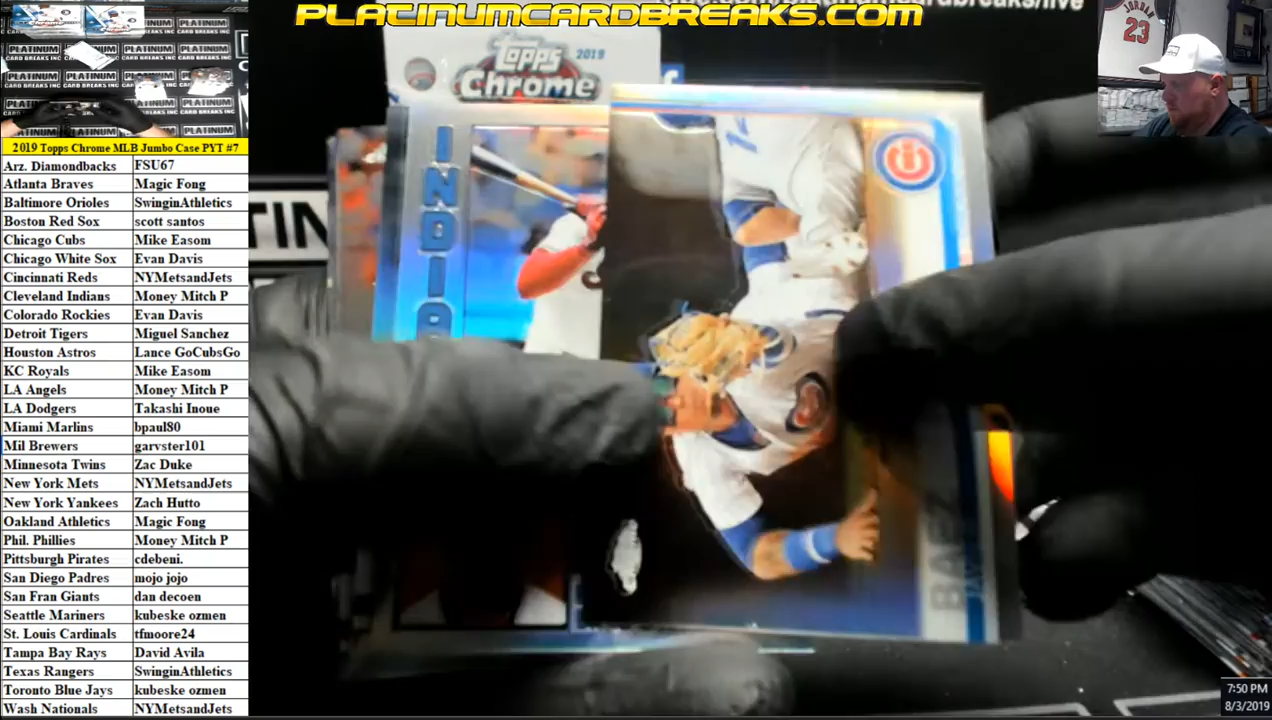 PLATINUMCARDBREAKS.COM
2019 Topps Chrome MLB Jumbo Case PYT #7
Arz. Diamondbacks FSU67
Atlanta Braves Magic Fong
Baltimore Orioles SwinginAthletics
Boston Red Sox scott santos
Chicago Cubs Mike Easom
Chicago White Sox Evan Davis
Cincinnati Reds NYMetsandJets
Cleveland Indians Money Mitch P
Colorado Rockies Evan Davis
Detroit Tigers Miguel Sanchez
Houston Astros Lance GoCubsGo
KC Royals Mike Easom
LA Angels Money Mitch P
LA Dodgers Takashi Inoue
Miami Marlins bpaul80
Mil Brewers garvster101
Minnesota Twins Zac Duke
New York Mets NYMetsandJets
New York Yankees Zach Hutto
Oakland Athletics Magic Fong
Phil. Phillies Money Mitch P
Pittsburgh Pirates cdebeni.
San Diego Padres mojo jojo
San Fran Giants dan decoen
Seattle Mariners kubeske ozmen
St. Louis Cardinals tfmoore24
Tampa Bay Rays David Avila
Texas Rangers SwinginAthletics
Toronto Blue Jays kubeske ozmen
Wash Nationals NYMetsandJets
Topps 2019
Chrome
INDIA
BAEZ
JORDAN
23
PLATINUM
CARD BREAKS INC
7:50 PM
8/3/2019